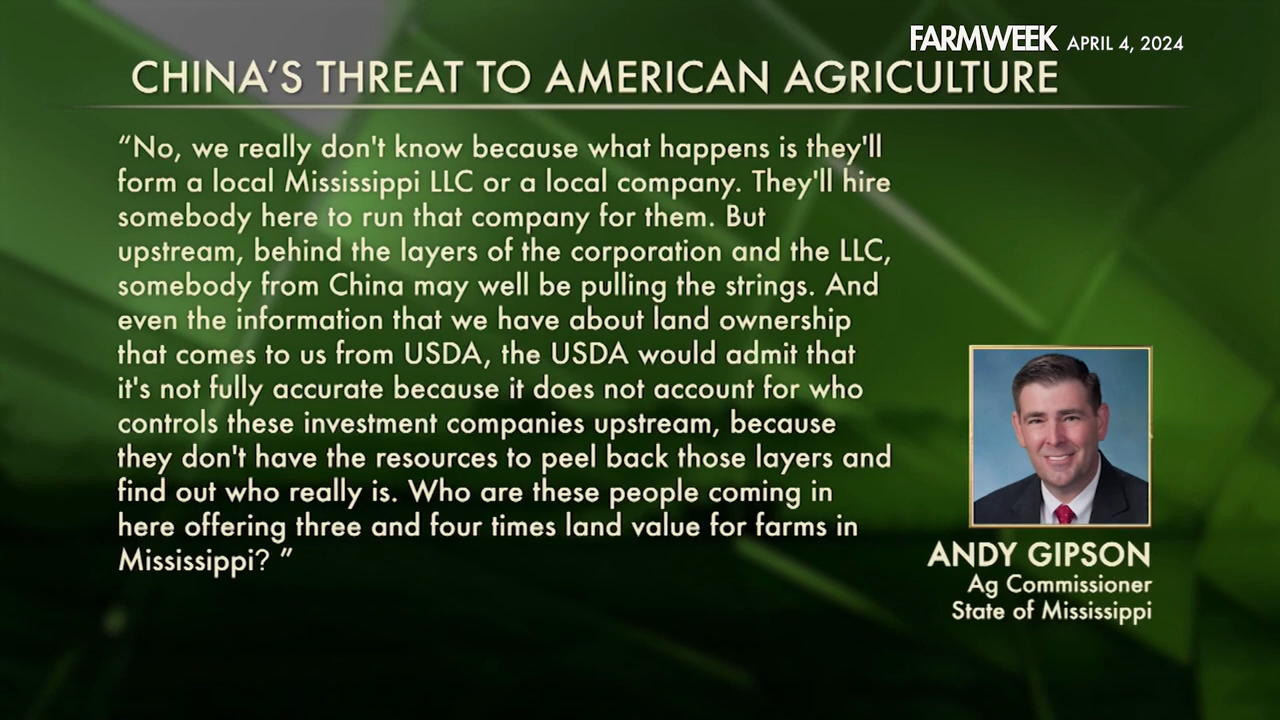 FARMWEEK APRIL 4, 2024
CHINA'S THREAT TO AMERICAN AGRICULTURE
“No, we really don't know because what happens is they'll
form a local Mississippi LLC or a local company. They'll hire
somebody here to run that company for them. But
upstream, behind the layers of the corporation and the LLC,
somebody from China may well be pulling the strings. And
even the information that we have about land ownership
that comes to us from USDA, the USDA would admit that
it's not fully accurate because it does not account for who
controls these investment companies upstream, because
they don't have the resources to peel back those layers and
find out who really is. Who are these people coming in
here offering three and four times land value for farms in
Mississippi? ”
ANDY GIPSON
Ag Commissioner
State of Mississippi